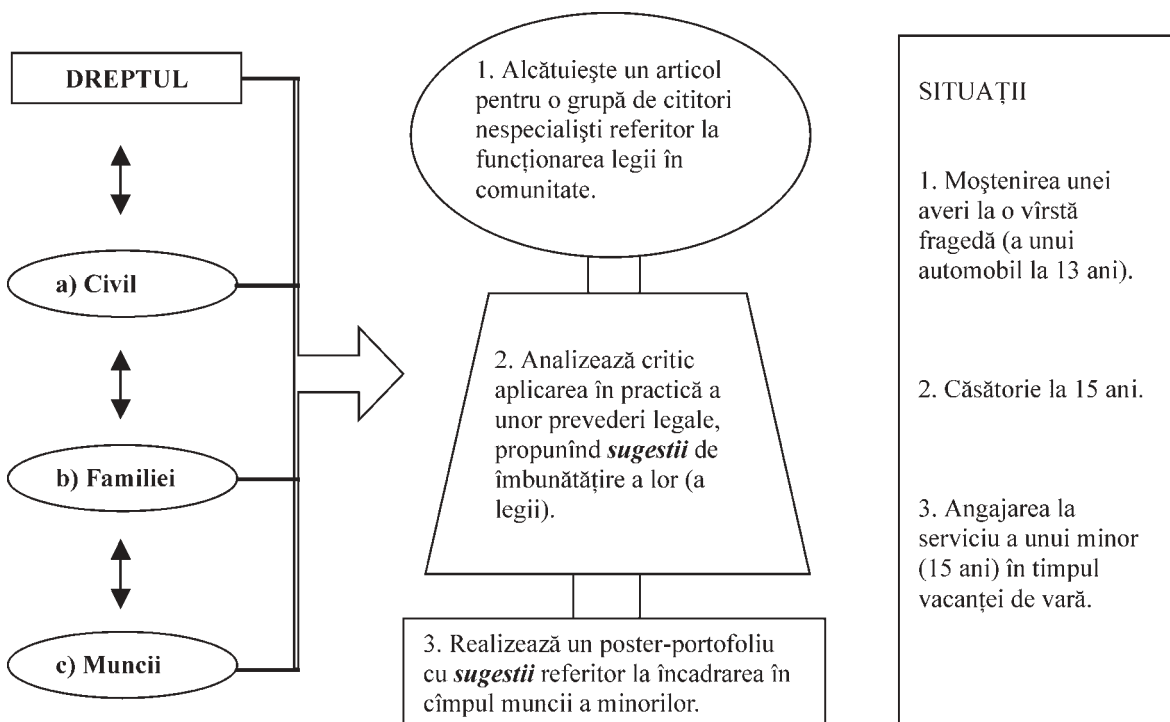 DREPTUL
a) Civil
b) Familiei
c) Muncii
1. Alcătuieşte un articol
pentru o grupă de cititori
nespecialişti referitor la
funcţionarea legii în
comunitate.
2. Analizează critic
aplicarea în practică a
unor prevederi legale,
propunînd sugestii de
îmbunătăţire a lor (a
legii).
3. Realizează un poster-portofoliu
cu sugestii referitor la încadrarea în
cîmpul muncii a minorilor.
SITUAŢII
1. Moştenirea unei
averi la o vîrstă
fragedă (a unui
automobil la 13 ani).
2. Căsătorie la 15 ani.
3. Angajarea la
serviciu a unui minor
(15 ani) în timpul
vacanţei de vară.